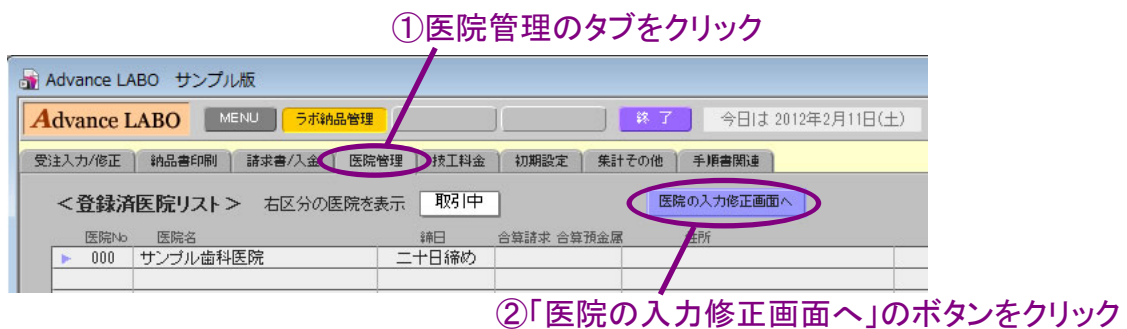 ①医院管理のタブをクリック
Advance LABO サンプル版
Advance LABO MENU ラボ納品管理 終 了 今日は 2012年2月11日(土)
受注入力/修正 納品書印刷 請求書/入金 医院管理 技工料金 初期設定 集計その他 手順書関連
＜登録済医院リスト＞ 右区分の医院を表示 取引中 医院の入力修正画面へ
医院No 医院名 締日 合算請求 合算預金属 住所
000 サンプル歯科医院 二十日締め
②「医院の入力修正画面へ」のボタンをクリック